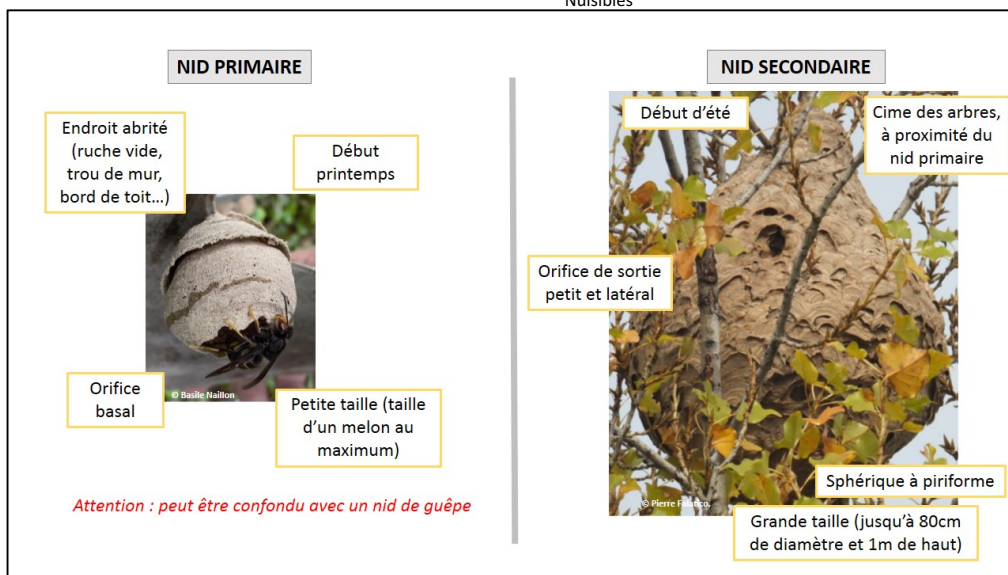 Nuisibles
NID PRIMAIRE
Endroit abrité
(ruche vide,
trou de mur,
bord de toit...)
Début
printemps
Orifice
basal
© Basile Naillon
Petite taille (taille
d'un melon au
maximum)
Attention : peut être confondu avec un nid de guêpe
NID SECONDAIRE
Début d'été
Cime des arbres,
à proximité du
nid primaire
Orifice de sortie
petit et latéral
Sphérique à piriforme
© Pierre Falatico.
Grande taille (jusqu'à 80cm
de diamètre et 1m de haut)